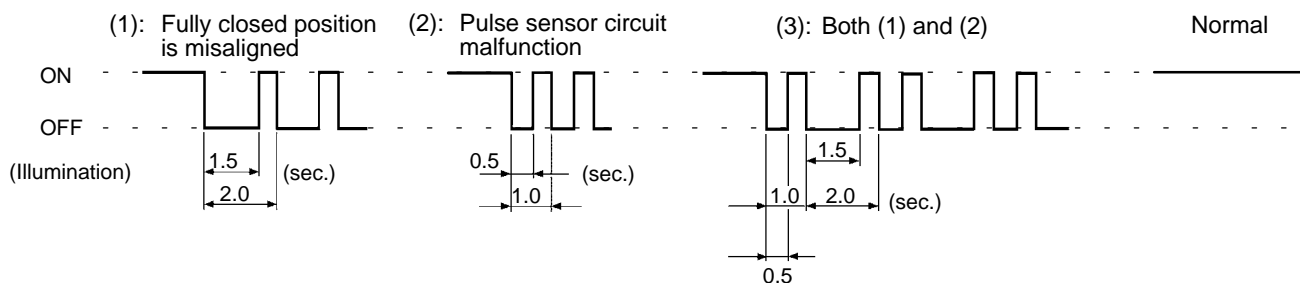 (1): Fully closed position
is misaligned
(2): Pulse sensor circuit
malfunction
(3): Both (1) and (2)
Normal
ON
OFF
(Illumination)
1.5
(sec.)
2.0
0.5
(sec.)
1.0
1.5
1.0
2.0
(sec.)
0.5